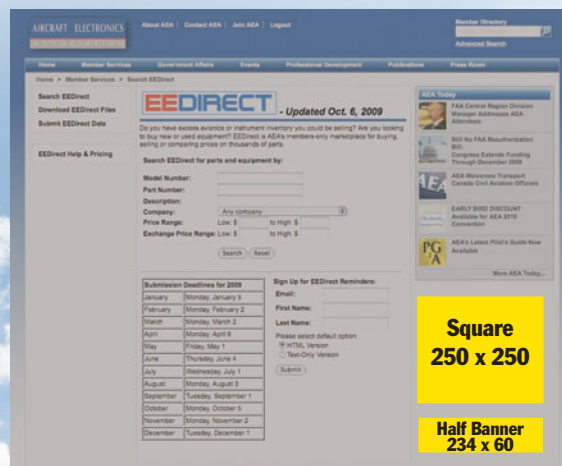 AIRCRAFT ELECTRONICS
About AEA | Contact AEA | Join AEA | Logout
Member Directory
Advanced Search
Home Member Services Government Affairs Events Professional Development Publications Press Room
Home > Member Services > Search EEDirect
Search EEDirect
Download EEDirect Files
Submit EEDirect Data
EEDirect Help & Pricing
EEDIRECT - Updated Oct. 6, 2009
Do you have excess avionics or instrument inventory you could be selling? Are you looking
to buy new or used equipment? EEDirect is AEA's members-only marketplace for buying,
selling or comparing prices on thousands of parts.
Search EEDirect for parts and equipment by:
Model Number:
Part Number:
Description:
Company: Any company
Price Range: Low: $ to High: $
Exchange Price Range: Low: $ to High: $
Search Reset
Submission Deadlines for 2009
January Monday, January 5
February Monday, February 2
March Monday, March 2
April Monday, April 6
May Friday, May 1
June Thursday, June 4
July Wednesday, July 1
August Monday, August 3
September Tuesday, September 1
October Monday, October 5
November Monday, November 2
December Tuesday, December 1
Sign Up for EEDirect Reminders:
Email:
First Name:
Last Name:
Please select default option:
HTML Version
Text-Only Version
Submit
AEA Today
FAA Central Region Division
Manager Addresses AEA
Attendees
Still No FAA Reauthorization
Bill:
Congress Extends Funding
Through December 2009
AEA
AEA Welcomes Transport
Canada Civil Aviation Officials
EARLY BIRD DISCOUNT
Available for AEA 2010
Convention
PGA
AEA's Latest Pilot's Guide Now
Available
More AEA Today...
Square
250 x 250
Half Banner
234 x 60